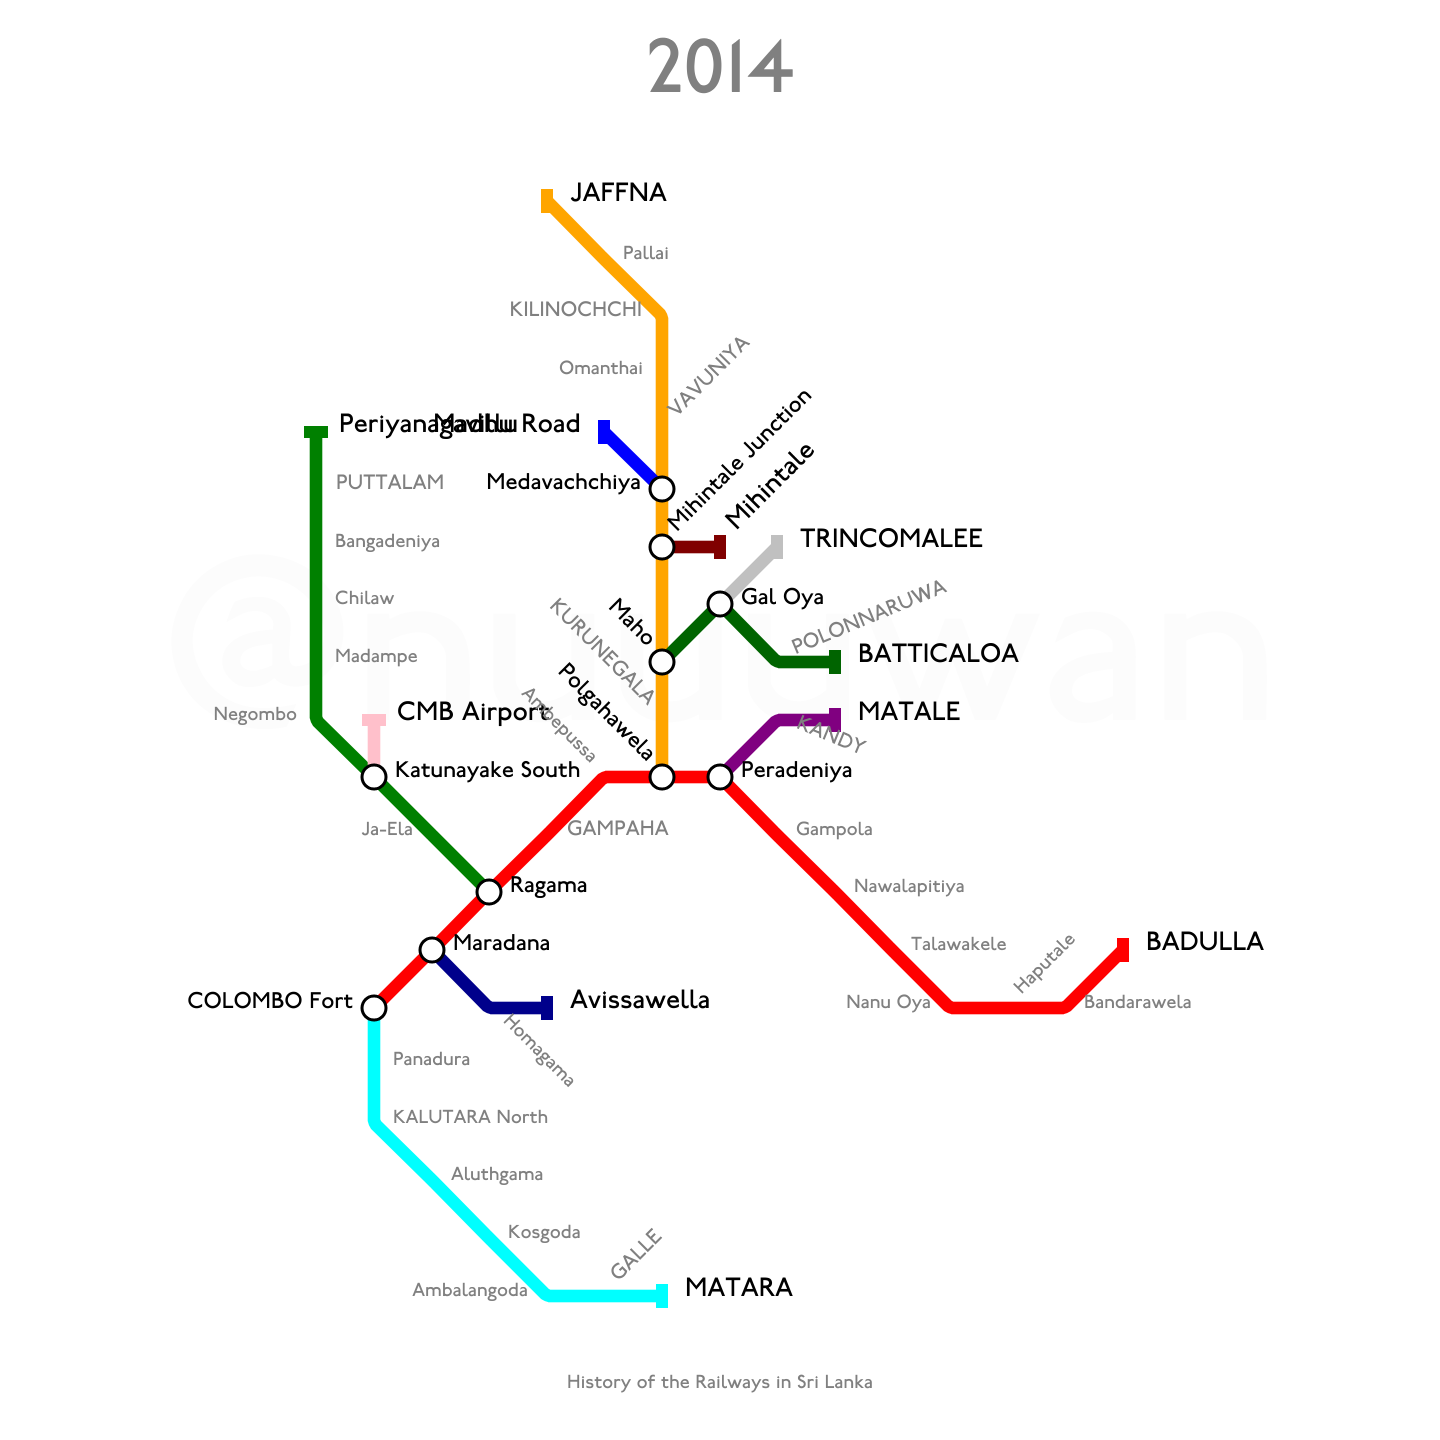 2014
JAFFNA
Pallai
KILINOCHCHI
Omanthai
VAVUNIYA
Periyanagavillu
Madhu Road
PUTTALAM
Medavachchiya
Mihintale Junction
Mihintale
Bangadeniya
TRINCOMALEE
Chilaw
Gal Oya
Maho
KURUNEGALA
POLONNARUWA
Madampe
BATTICALOA
Negombo
CMB Airport
Ambepussa
Polgahawela
MATALE
KANDY
Katunayake South
Peradeniya
Ja-Ela
GAMPAHA
Gampola
Ragama
Nawalapitiya
Maradana
Talawakele
Haputale
BADULLA
COLOMBO Fort
Avissawella
Nanu Oya
Bandarawela
Homagama
Panadura
KALUTARA North
Aluthgama
Kosgoda
GALLE
Ambalangoda
MATARA
History of the Railways in Sri Lanka
@nuuuwan